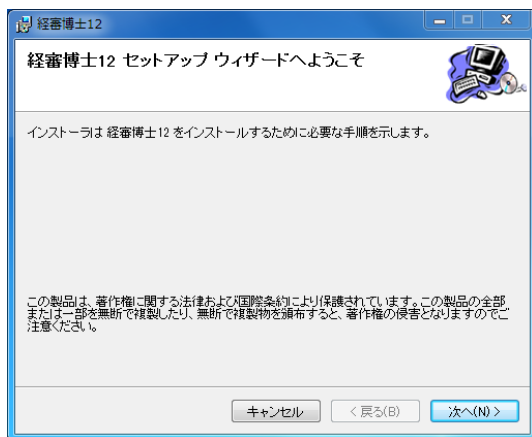 経審博士12
経審博士12 セットアップ ウィザードへようこそ
インストーラは 経審博士12 をインストールするために必要な手順を示します。
この製品は、著作権に関する法律および国際条約により保護されています。この製品の全部
または一部を無断で複製したり、無断で複製物を頒布すると、著作権の侵害となりますのでご
注意ください。
キャンセル < 戻る(B) 次へ(N) >